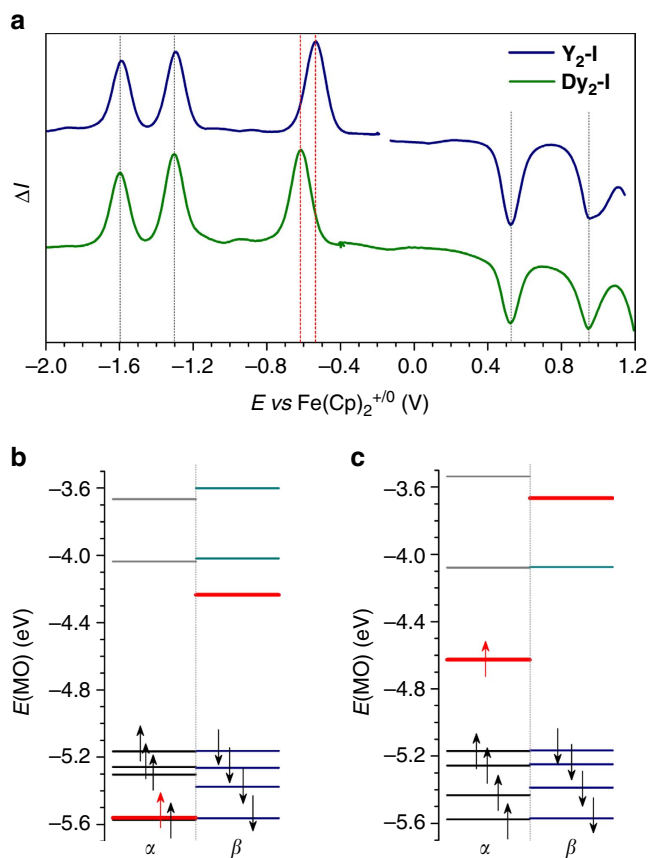 a
Y₂-I
Dy₂-I
ΔI
−2.0 −1.6 −1.2 −0.8 −0.4 0.0 0.4 0.8 1.2
E vs Fe(Cp)₂⁺/⁰ (V)
b
−3.6
−4.0
−4.4
−4.8
−5.2
−5.6
E(MO) (eV)
α β
c
−3.6
−4.0
−4.4
−4.8
−5.2
−5.6
E(MO) (eV)
α β